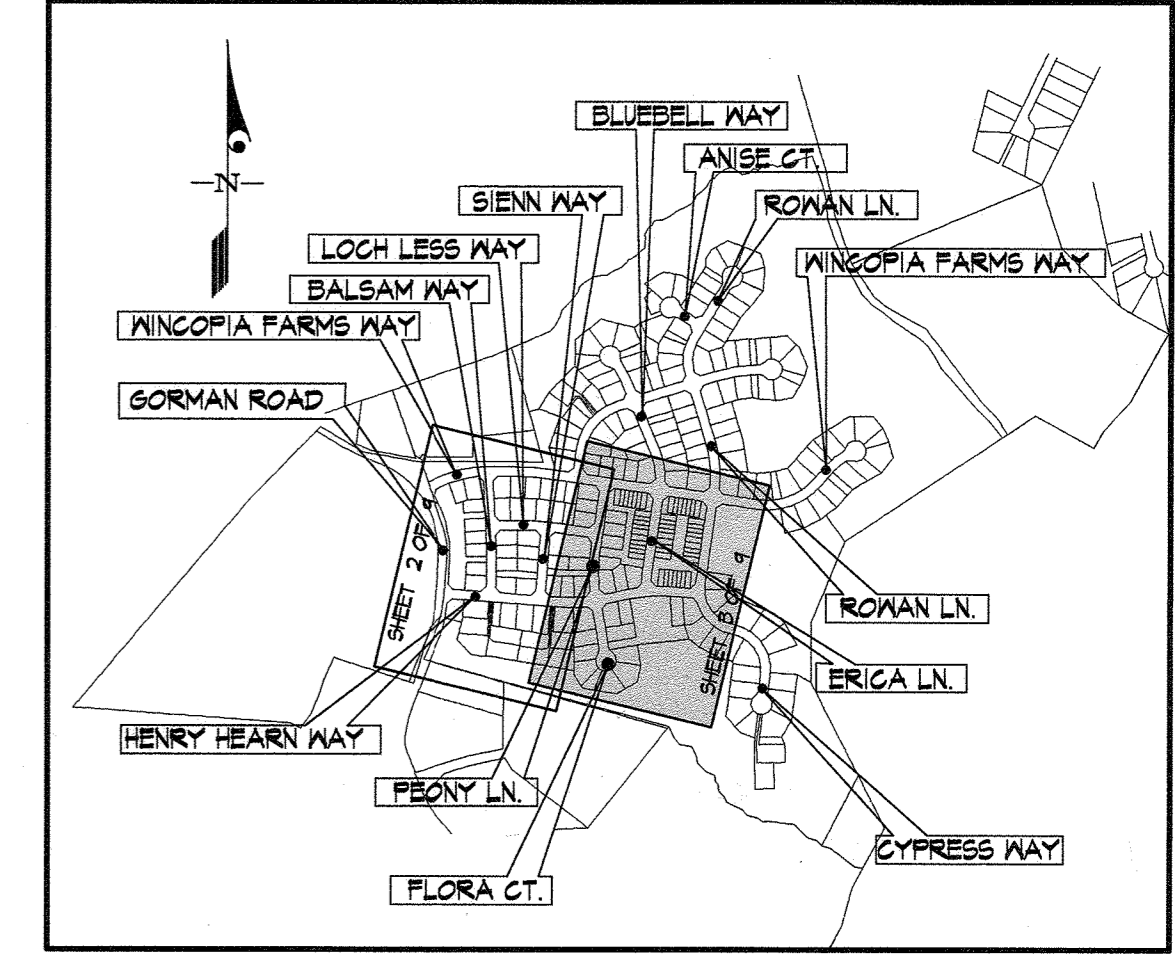 BLUEBELL WAY
ANISE CT.
SIENN WAY
ROWAN LN.
—N—
LOCH LESS WAY
WINCOPIA FARMS WAY
BALSAM WAY
WINCOPIA FARMS WAY
GORMAN ROAD
SHEET 2 OF 9
SHEET 3 OF 9
ROWAN LN.
ERICA LN.
HENRY HEARN WAY
PEONY LN.
CYPRESS WAY
FLORA CT.